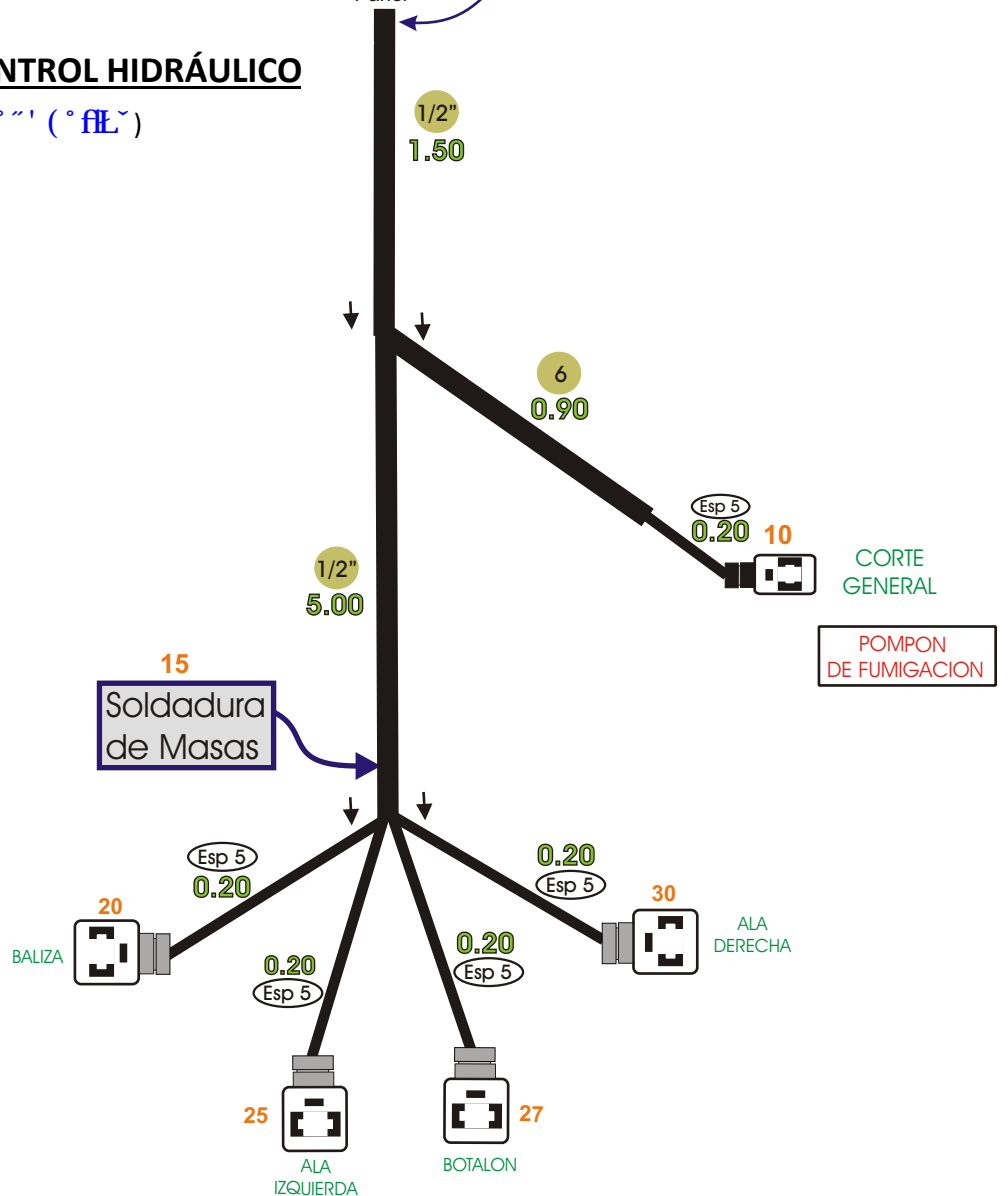 NTROL HIDRÁULICO
1/2”
1.50
6
0.90
Esp 5
0.20
10
CORTE
GENERAL
1/2”
5.00
POMPON
DE FUMIGACION
15
Soldadura
de Masas
Esp 5
0.20
0.20
Esp 5
20
30
BALIZA
ALA
DERECHA
0.20
Esp 5
0.20
Esp 5
25
27
ALA
IZQUIERDA
BOTALON